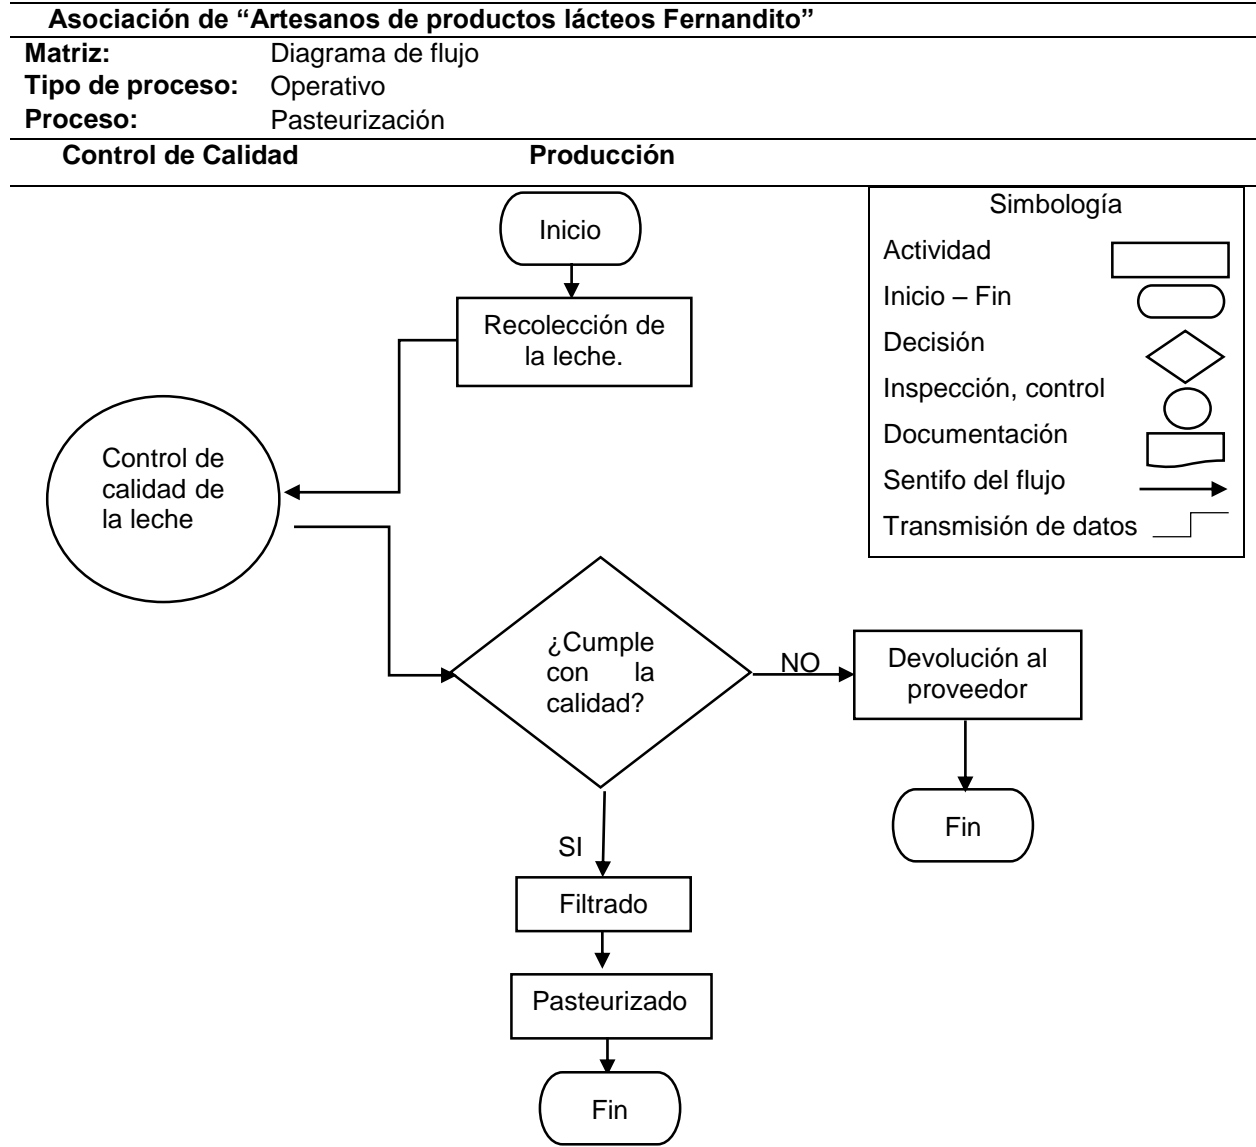 Asociación de “Artesanos de productos lácteos Fernandito”
Matriz: Diagrama de flujo
Tipo de proceso: Operativo
Proceso: Pasteurización
Control de Calidad Producción
Inicio
Recolección de
la leche.
Control de
calidad de
la leche
¿Cumple
con la
calidad?
NO
Devolución al
proveedor
Fin
SI
Filtrado
Pasteurizado
Fin
Simbología
Actividad
Inicio – Fin
Decisión
Inspección, control
Documentación
Sentifo del flujo
Transmisión de datos